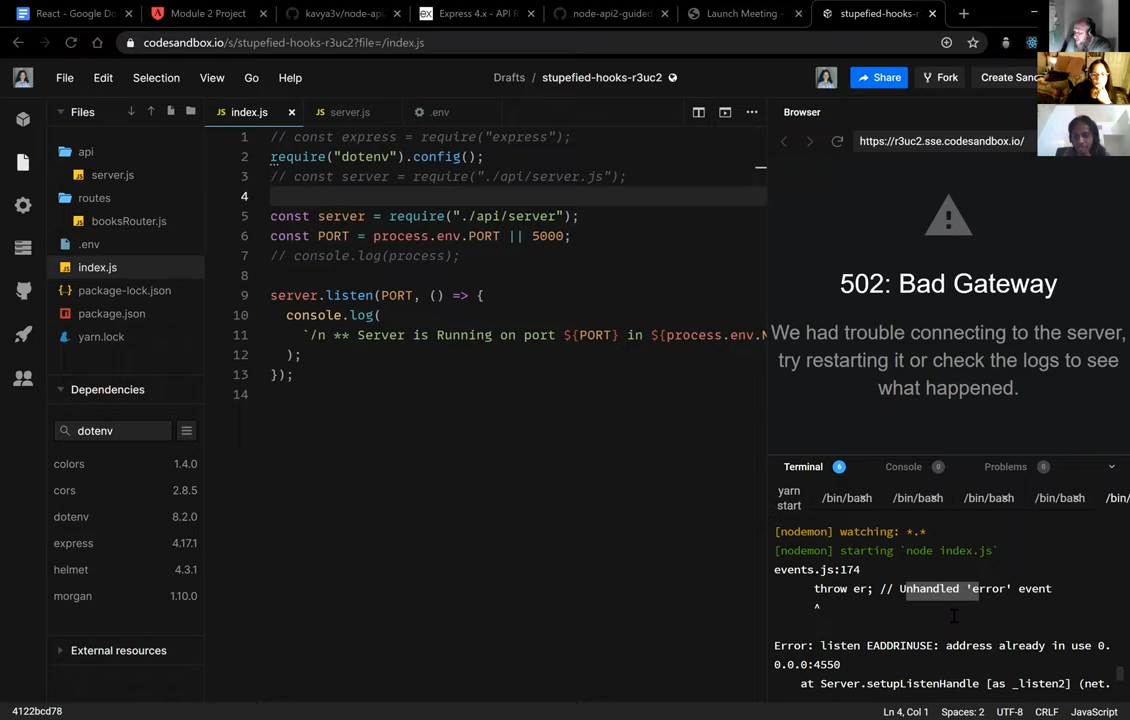 React - Google Do
Module 2 Project
kavya3v/node-api
Express 4.x - API R
node-api2-guided
Launch Meeting -
stupefied-hooks-r
codesandbox.io/s/stupefied-hooks-r3uc2?file=/index.js
File Edit Selection View Go Help
Drafts / stupefied-hooks-r3uc2
Share
Fork
Create Sanc
Files
index.js
server.js
.env
Browser
https://r3uc2.sse.codesandbox.io/
api
server.js
routes
booksRouter.js
.env
index.js
package-lock.json
package.json
yarn.lock
1 // const express = require("express");
2 require("dotenv").config();
3 // const server = require("./api/server.js");
4
5 const server = require("./api/server");
6 const PORT = process.env.PORT || 5000;
7 // console.log(process);
8
9 server.listen(PORT, () => {
10 console.log(
11 `/n ** Server is Running on port ${PORT} in ${process.env.N
12 );
13 });
14
Dependencies
dotenv
colors 1.4.0
cors 2.8.5
dotenv 8.2.0
express 4.17.1
helmet 4.3.1
morgan 1.10.0
External resources
502: Bad Gateway
We had trouble connecting to the server,
try restarting it or check the logs to see
what happened.
Terminal 6
Console 0
Problems 0
yarn
start
/bin/bash
/bin/bash
/bin/bash
/bin/bash
/bin/
[nodemon] watching: *.*
[nodemon] starting `node index.js`
events.js:174
throw er; // Unhandled 'error' event
^
Error: listen EADDRINUSE: address already in use 0.
0.0.0:4550
at Server.setupListenHandle [as _listen2] (net.
4122bcd78
Ln 4, Col 1 Spaces: 2 UTF-8 CRLF JavaScript